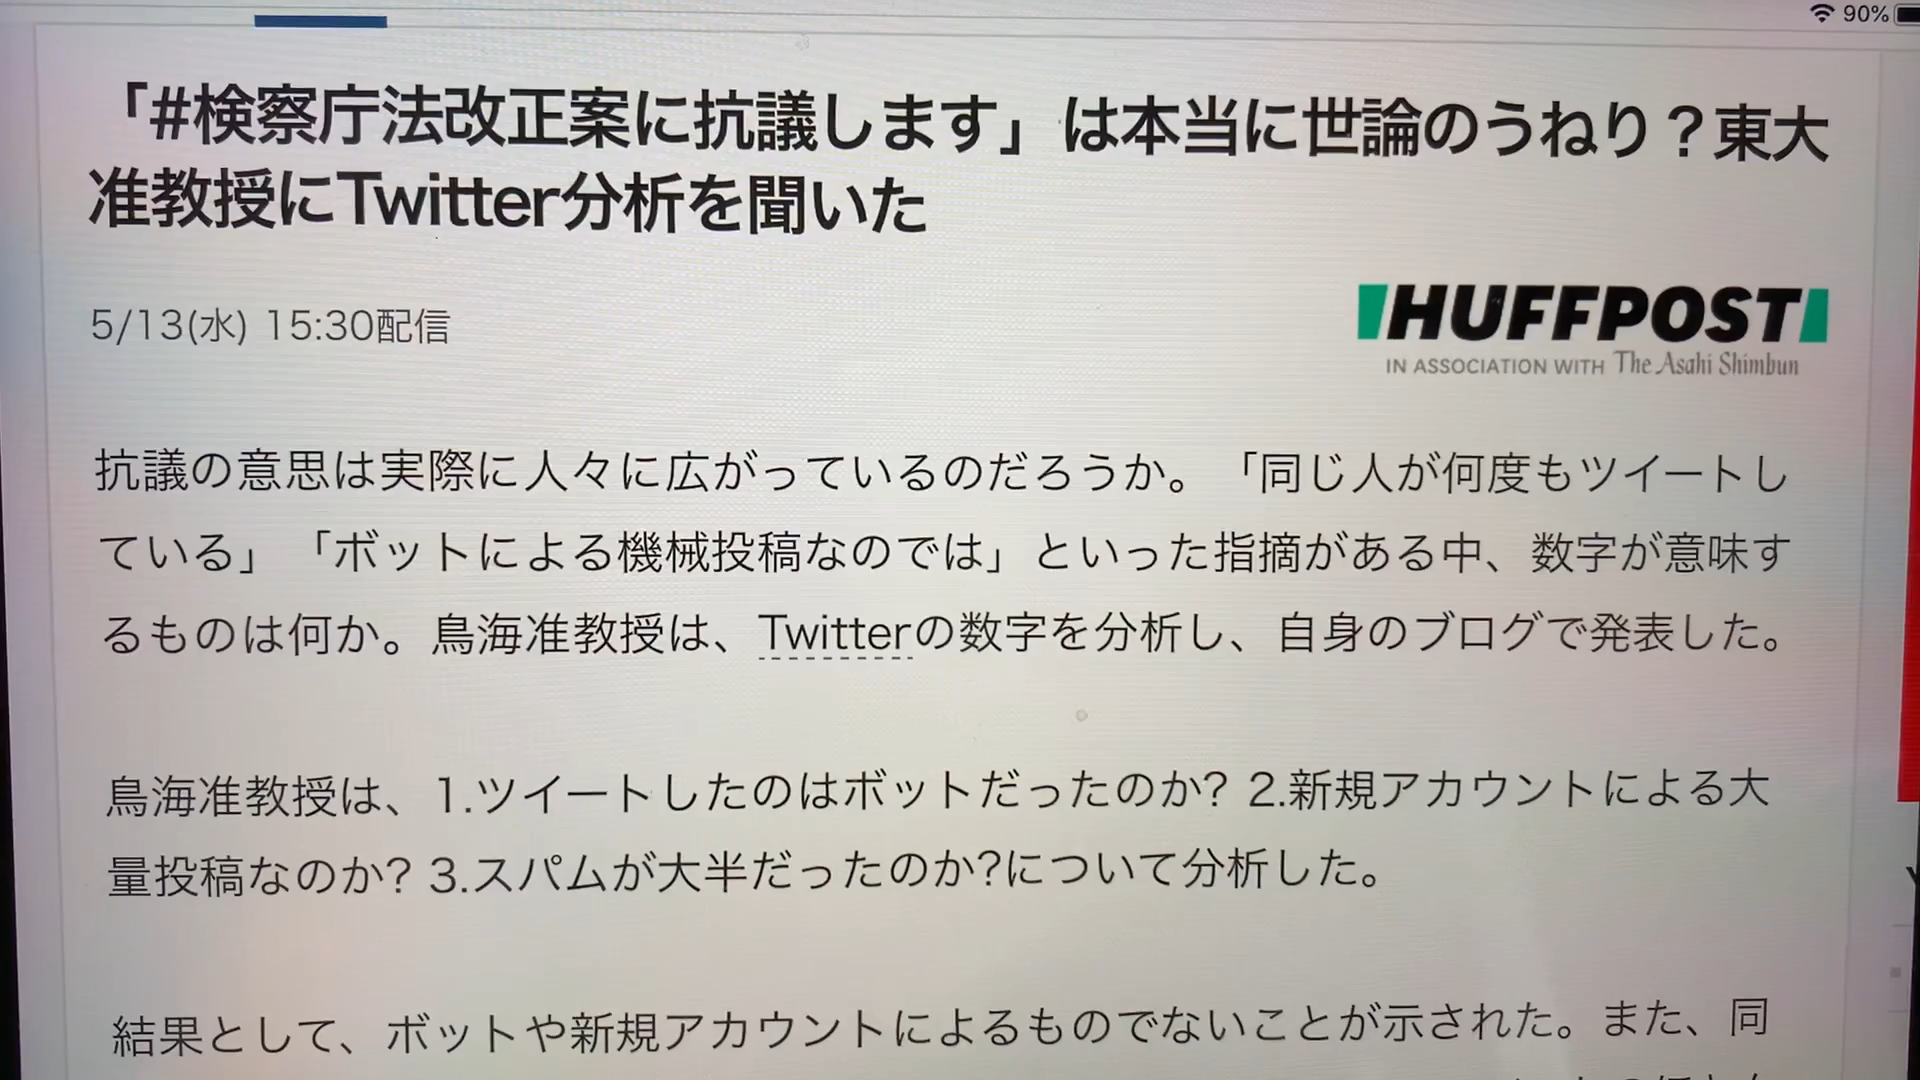 90%
「#検察庁法改正案に抗議します」は本当に世論のうねり？東大
准教授にTwitter分析を聞いた
5/13(水) 15:30配信
HUFFPOST
IN ASSOCIATION WITH The Asahi Shimbun
抗議の意思は実際に人々に広がっているのだろうか。「同じ人が何度もツイートし
ている」「ボットによる機械投稿なのでは」といった指摘がある中、数字が意味す
るものは何か。鳥海准教授は、Twitterの数字を分析し、自身のブログで発表した。
鳥海准教授は、1.ツイートしたのはボットだったのか? 2.新規アカウントによる大
量投稿なのか? 3.スパムが大半だったのか?について分析した。
結果として、ボットや新規アカウントによるものでないことが示された。また、同